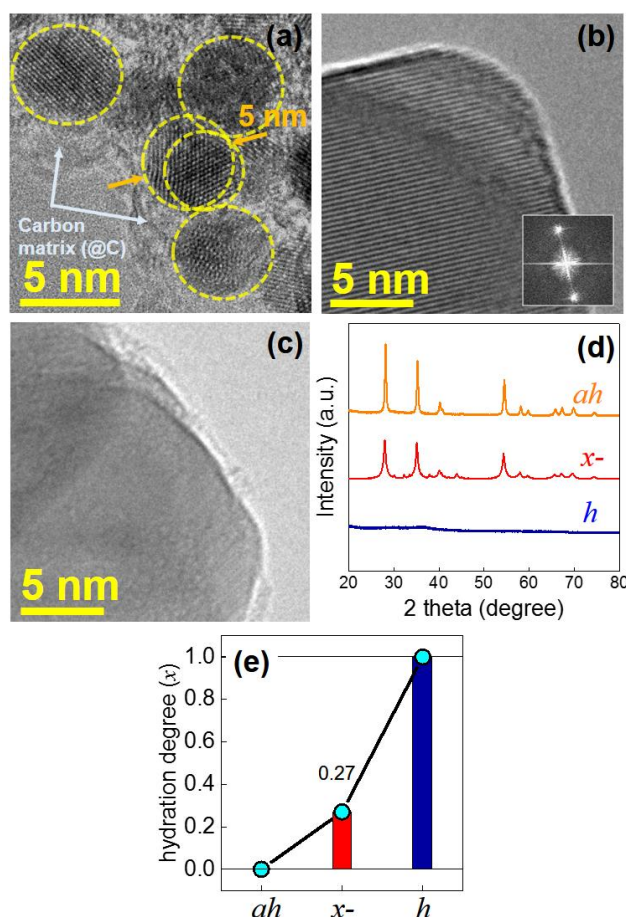 (a)
5 nm
Carbon
matrix (@C)
5 nm
(b)
5 nm
(c)
5 nm
(d)
ah
x-
h
Intensity (a.u.)
20 30 40 50 60 70 80
2 theta (degree)
(e)
hydration degree (x)
1.0
0.8
0.6
0.4
0.2
0.0
0.27
ah x- h